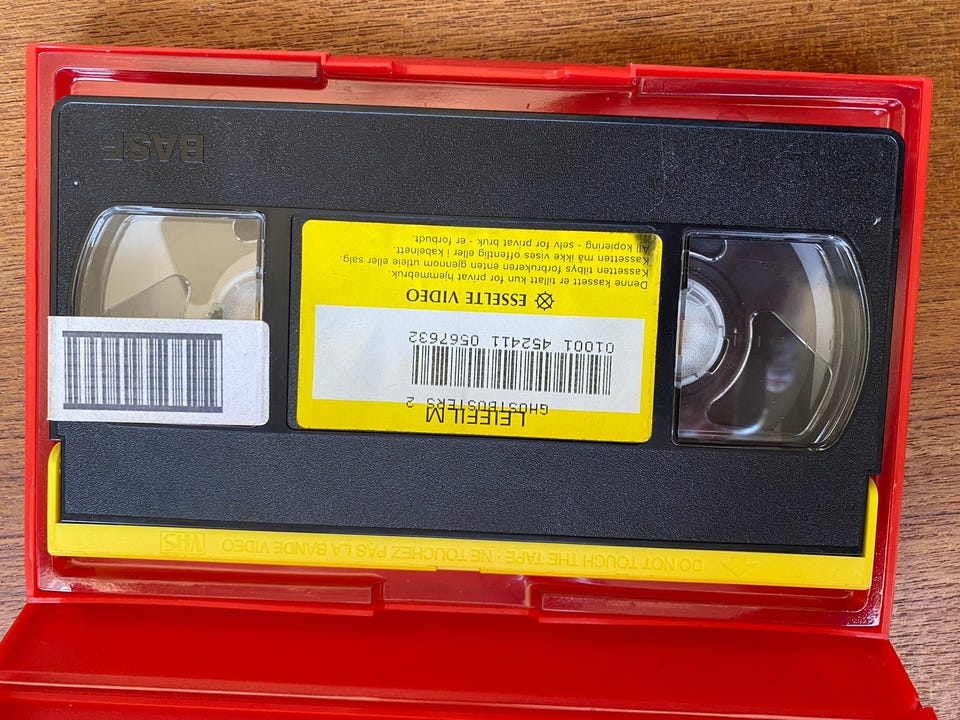 DO NOT TOUCH THE TAPE - NE TOUCHEZ PAS LA BANDE VIDEO VHS
LEIEFILM
GHOSTBUSTERS 2
01001 452411 0567632
ESSELTE VIDEO
Denne kassett er tillatt kun for privat hjemmebruk.
Kassetten tilbys forbrukeren enten gjennom utleie eller salg.
Kassetten må ikke vises offentlig eller i kabelnett.
All kopiering - selv for privat bruk - er forbudt.
BASF